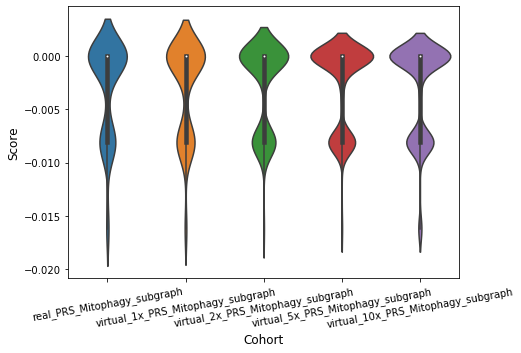 0.000
−0.005
−0.010
−0.015
−0.020
Score
real_PRS_Mitophagy_subgraph
virtual_1x_PRS_Mitophagy_subgraph
virtual_2x_PRS_Mitophagy_subgraph
virtual_5x_PRS_Mitophagy_subgraph
virtual_10x_PRS_Mitophagy_subgraph
Cohort